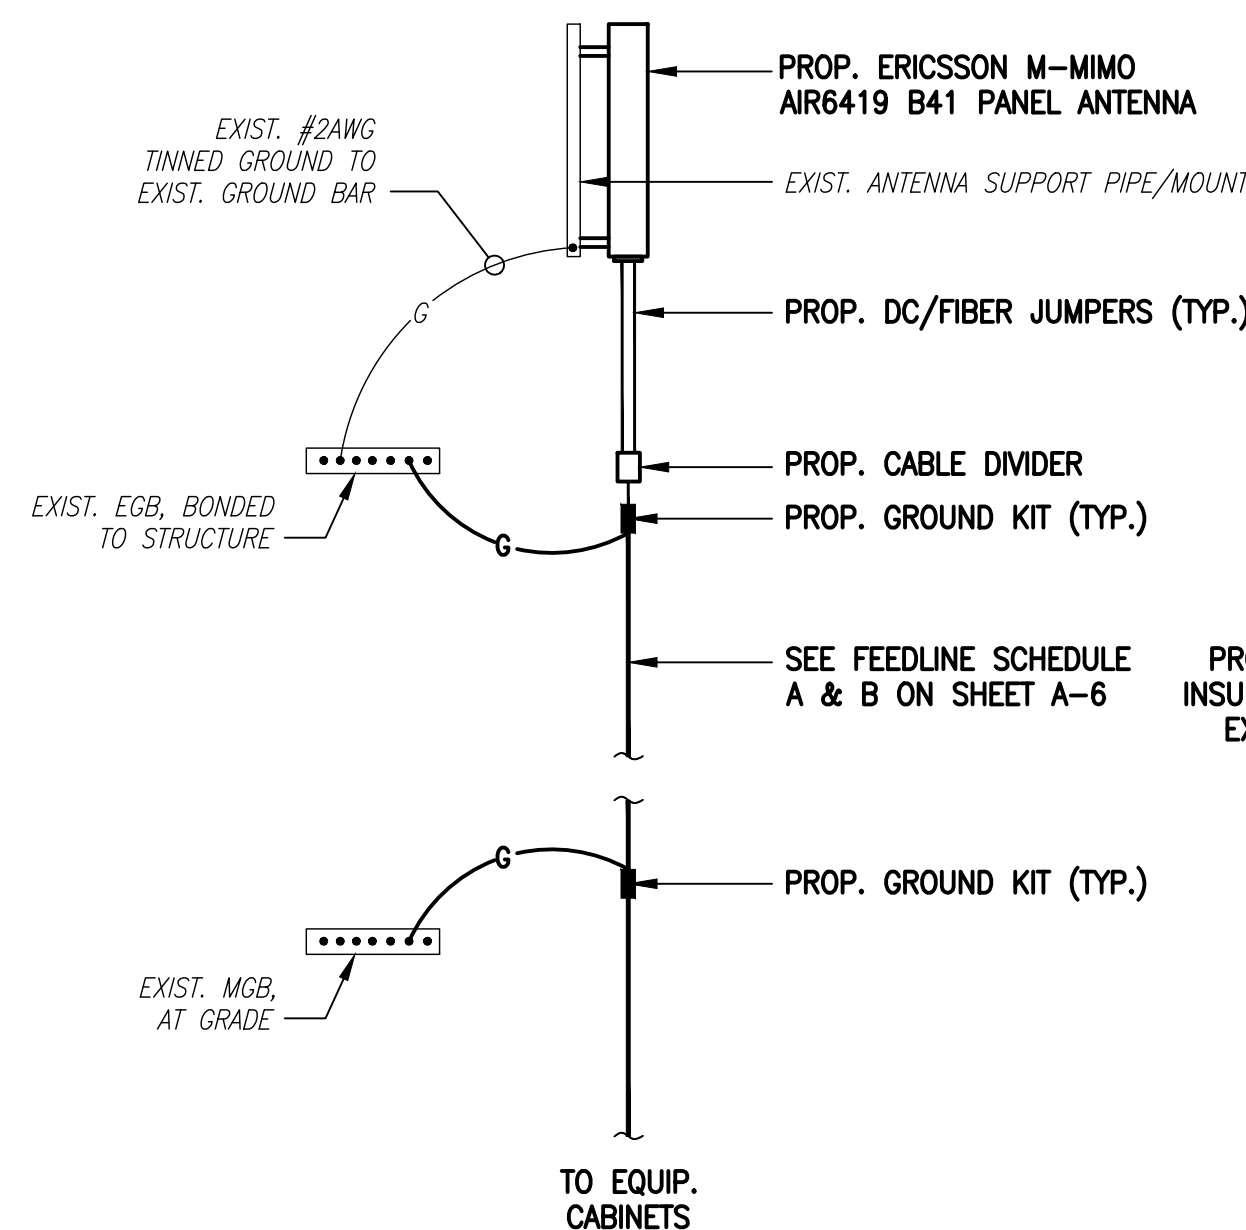 PROP. ERICSSON M-MIMO
AIR6419 B41 PANEL ANTENNA
EXIST. #2AWG
TINNED GROUND TO
EXIST. GROUND BAR
EXIST. ANTENNA SUPPORT PIPE/MOUNT
G
PROP. DC/FIBER JUMPERS (TYP.)
PROP. CABLE DIVIDER
EXIST. EGB, BONDED
TO STRUCTURE
PROP. GROUND KIT (TYP.)
G
SEE FEEDLINE SCHEDULE
A & B ON SHEET A-6
G
PROP. GROUND KIT (TYP.)
EXIST. MGB,
AT GRADE
TO EQUIP.
CABINETS